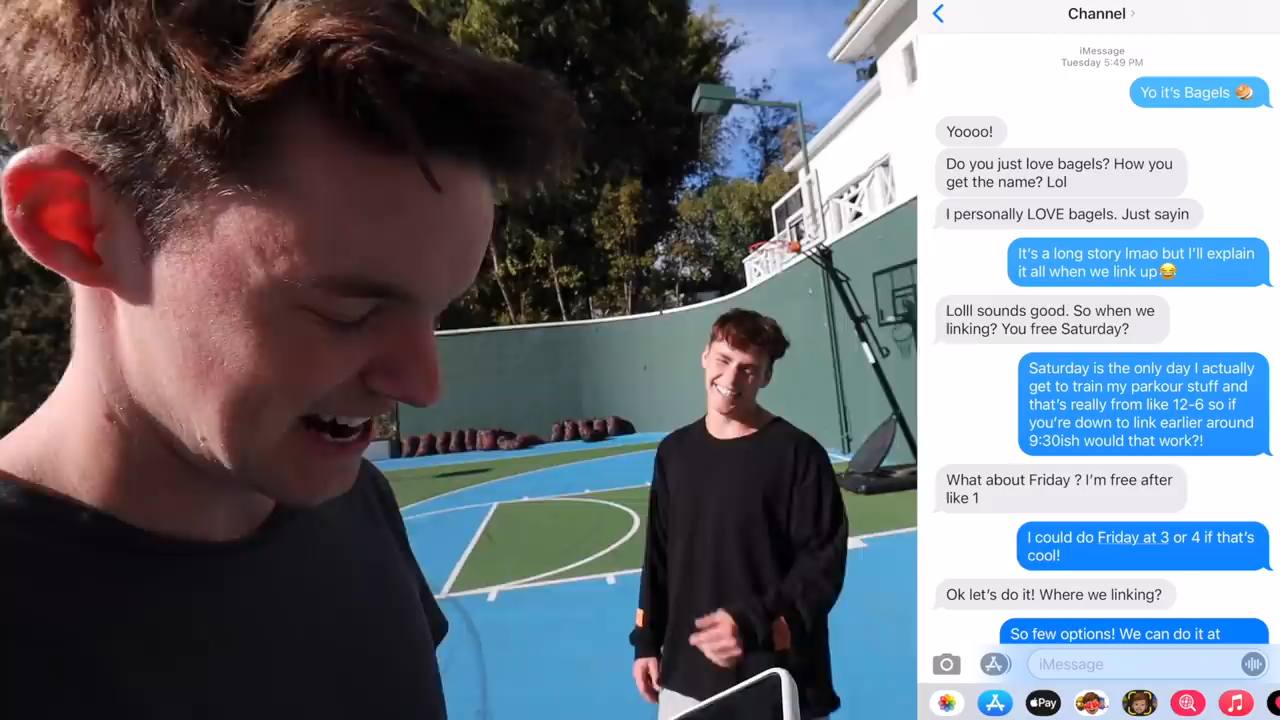 Channel
iMessage
Tuesday 5:49 PM
Yo it's Bagels 🥯
Yoooo!
Do you just love bagels? How you
get the name? Lol
I personally LOVE bagels. Just sayin
It's a long story lmao but I'll explain
it all when we link up😂
Lolll sounds good. So when we
linking? You free Saturday?
Saturday is the only day I actually
get to train my parkour stuff and
that's really from like 12-6 so if
you're down to link earlier around
9:30ish would that work?!
What about Friday ? I'm free after
like 1
I could do Friday at 3 or 4 if that's
cool!
Ok let's do it! Where we linking?
So few options! We can do it at
iMessage
Pay